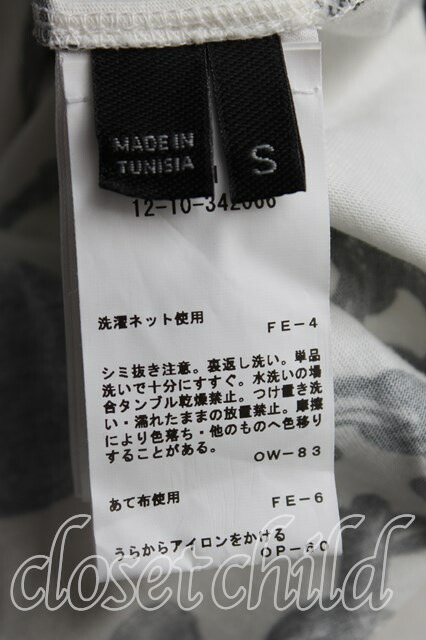 MADE IN
TUNISIA
S
12-10-342066
洗濯ネット使用 FE-4
シミ抜き注意。裏返し洗い。単品
洗いで十分にすすぐ。水洗いの場
合タンブル乾燥禁止。つけ置き洗
い・濡れたままの放置禁止。摩擦
により色落ち・他のものへ色移り
することがある。
OW-83
あて布使用 FE-6
うらからアイロンをかける
OP-60
closet child